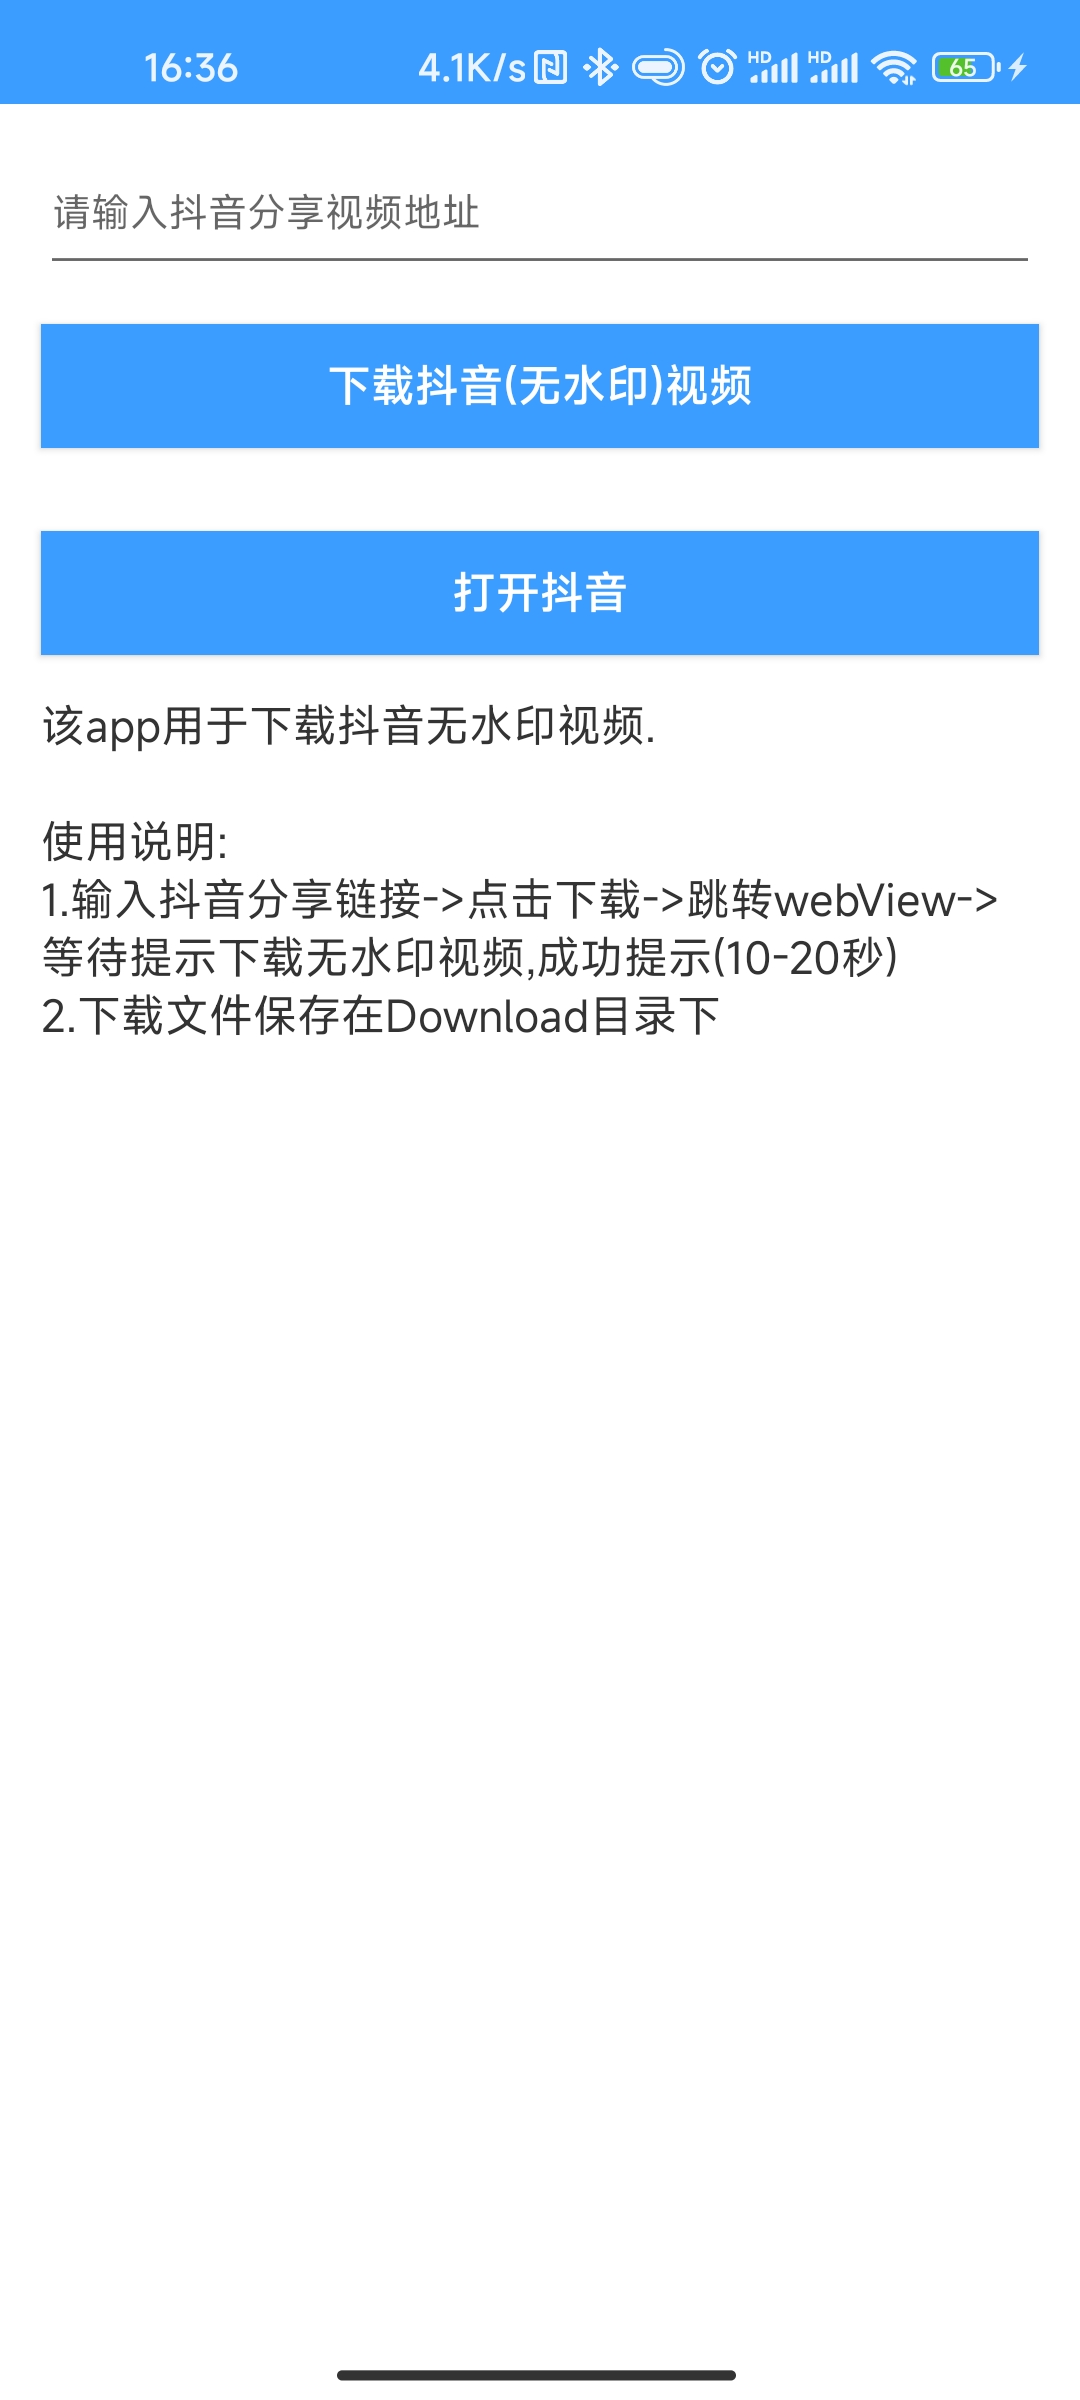 16:36
4.1K/s
HD
HD
65
请输入抖音分享视频地址
下载抖音(无水印)视频
打开抖音
该app用于下载抖音无水印视频.
使用说明:
1.输入抖音分享链接->点击下载->跳转webView->
等待提示下载无水印视频,成功提示(10-20秒)
2.下载文件保存在Download目录下